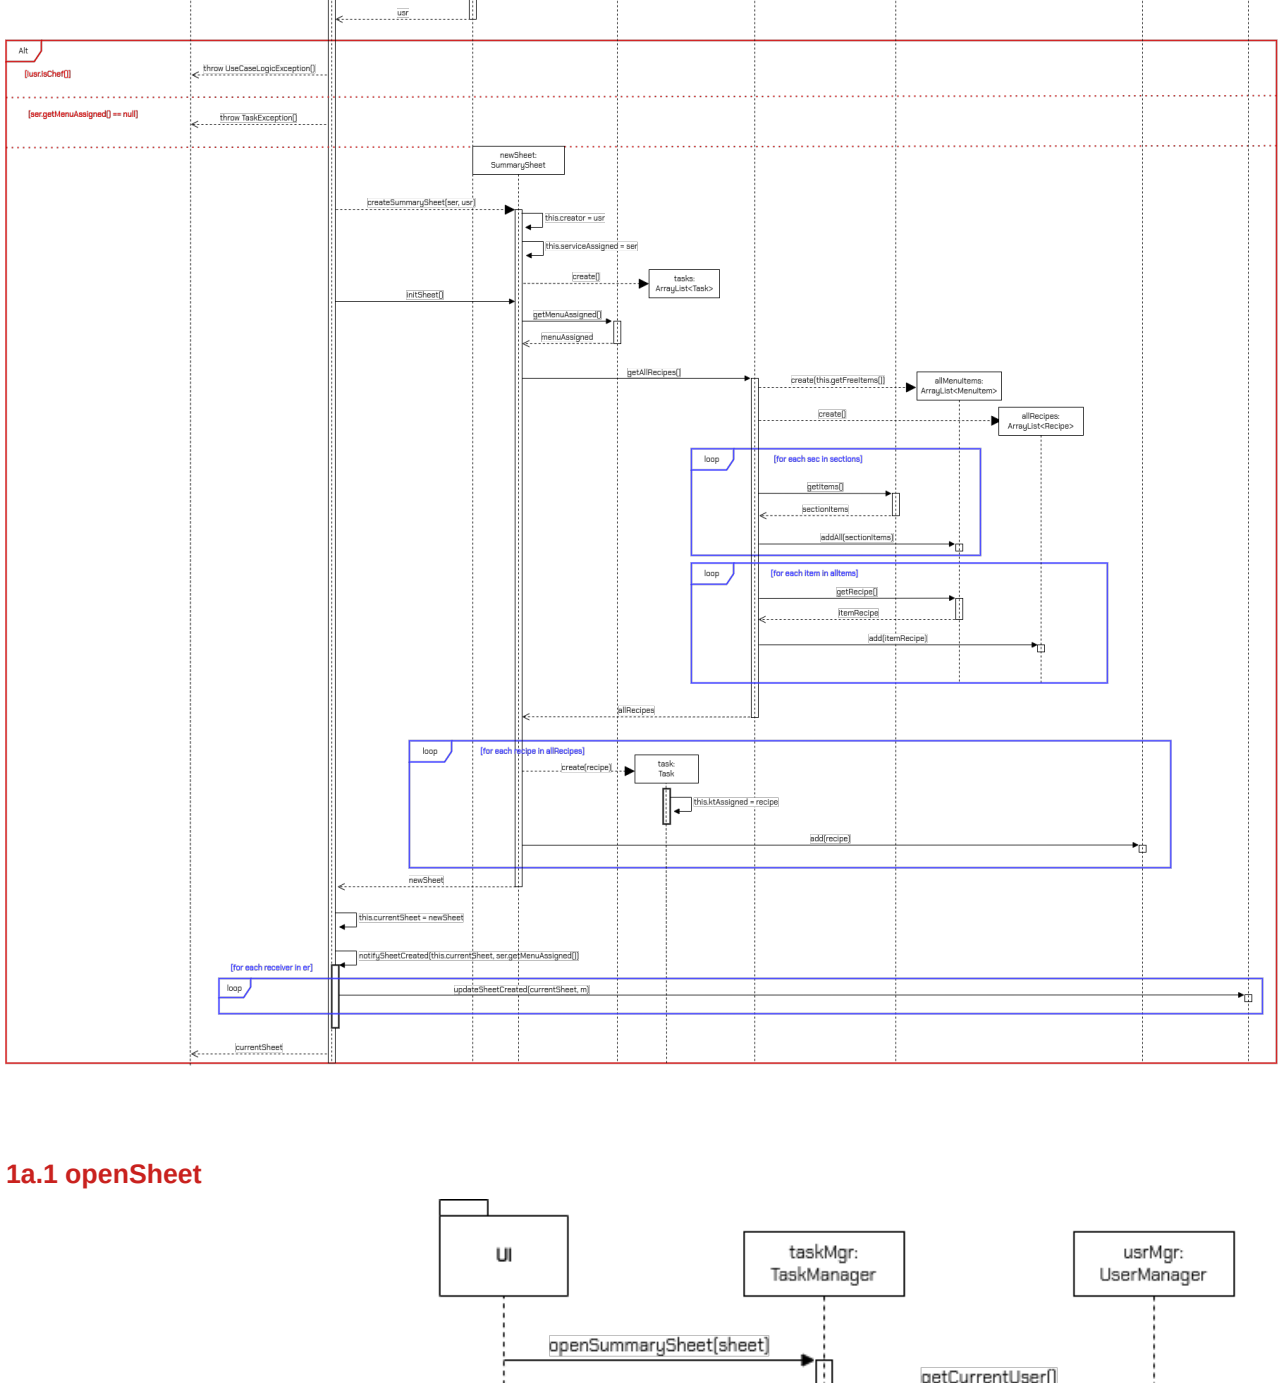 usr
Alt
[!usr.isChef()]
throw UseCaseLogicException()
[ser.getMenuAssigned() == null]
throw TaskException()
newSheet:
SummarySheet
createSummarySheet(ser, usr)
this.creator = usr
this.serviceAssigned = ser
create()
tasks:
ArrayList<Task>
initSheet()
getMenuAssigned()
menuAssigned
getAllRecipes()
create(this.getFreeItems())
allMenuItems:
ArrayList<MenuItem>
create()
allRecipes:
ArrayList<Recipe>
loop
[for each sec in sections]
getItems()
sectionItems
addAll(sectionItems)
loop
[for each item in allItems]
getRecipe()
itemRecipe
add(itemRecipe)
allRecipes
loop
[for each recipe in allRecipes]
create(recipe)
task:
Task
this.ktAssigned = recipe
add(recipe)
newSheet
this.currentSheet = newSheet
notifySheetCreated(this.currentSheet, ser.getMenuAssigned())
[for each receiver in er]
loop
updateSheetCreated(currentSheet, m)
currentSheet
1a.1 openSheet
UI
taskMgr:
TaskManager
usrMgr:
UserManager
openSummarySheet(sheet)
getCurrentUser()